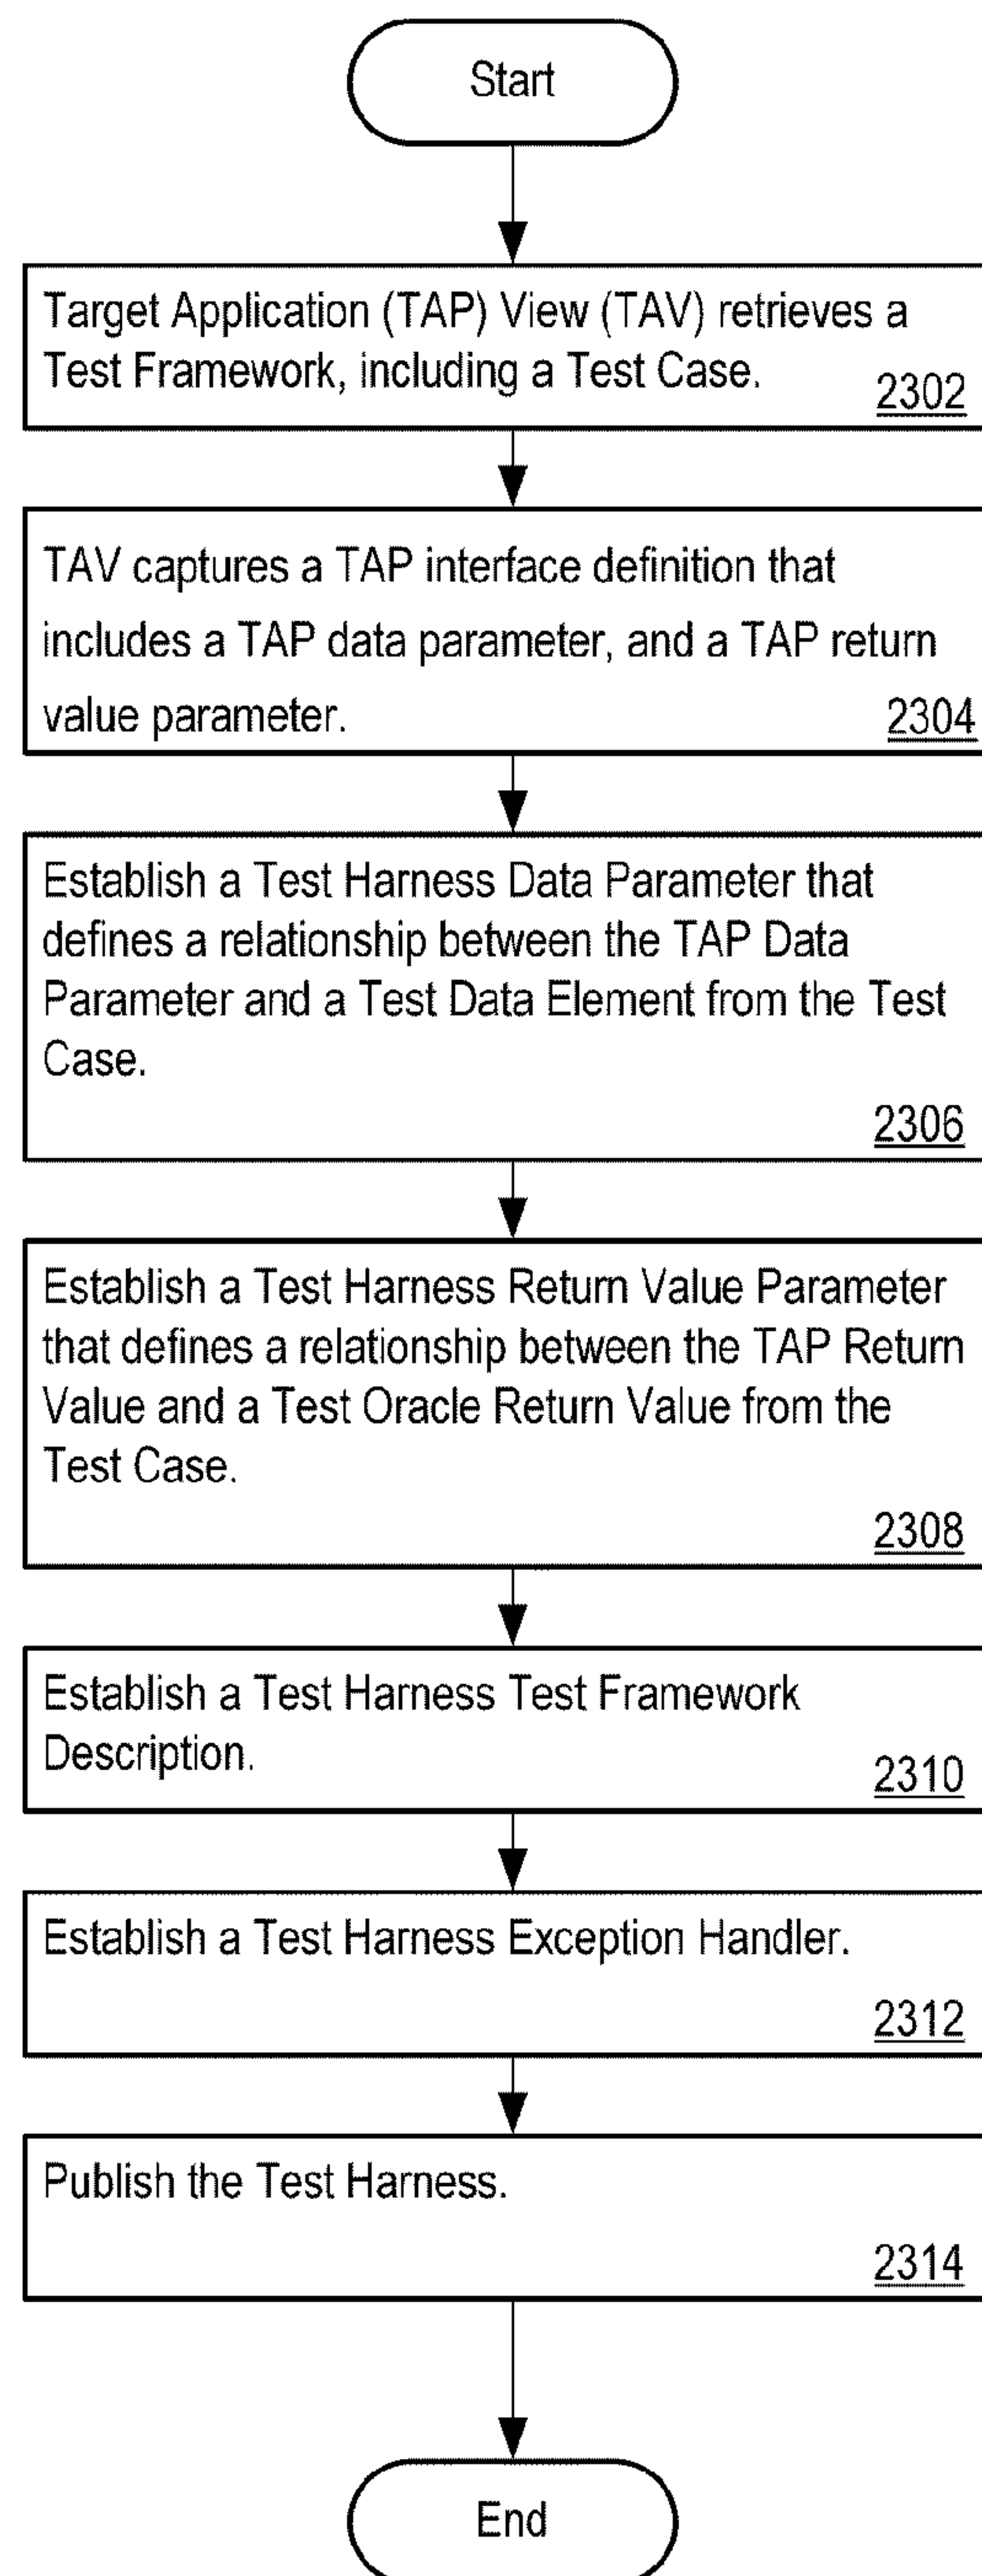 Start
Target Application (TAP) View (TAV) retrieves a
Test Framework, including a Test Case.
2302
TAV captures a TAP interface definition that
includes a TAP data parameter, and a TAP return
value parameter.
2304
Establish a Test Harness Data Parameter that
defines a relationship between the TAP Data
Parameter and a Test Data Element from the Test
Case.
2306
Establish a Test Harness Return Value Parameter
that defines a relationship between the TAP Return
Value and a Test Oracle Return Value from the
Test Case.
2308
Establish a Test Harness Test Framework
Description.
2310
Establish a Test Harness Exception Handler.
2312
Publish the Test Harness.
2314
End